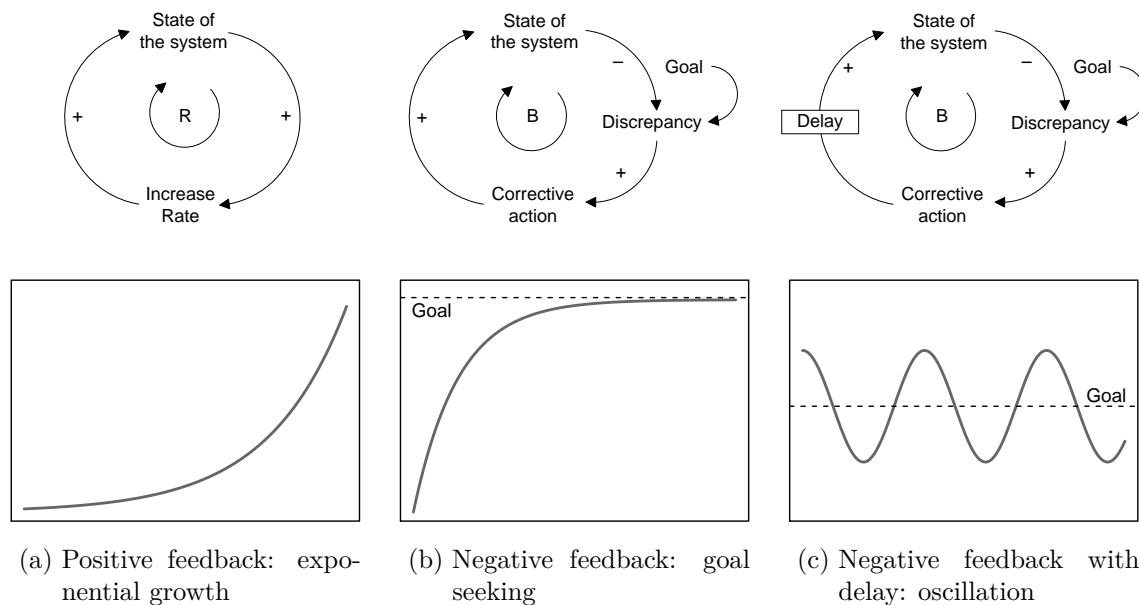 State of
the system
+
R
+
Increase
Rate
State of
the system
−
Goal
+
B
Discrepancy
+
Corrective
action
State of
the system
+
−
Goal
Delay
B
Discrepancy
+
Corrective
action
Goal
Goal
(a) Positive feedback: expo-
nential growth
(b) Negative feedback: goal
seeking
(c) Negative feedback with
delay: oscillation